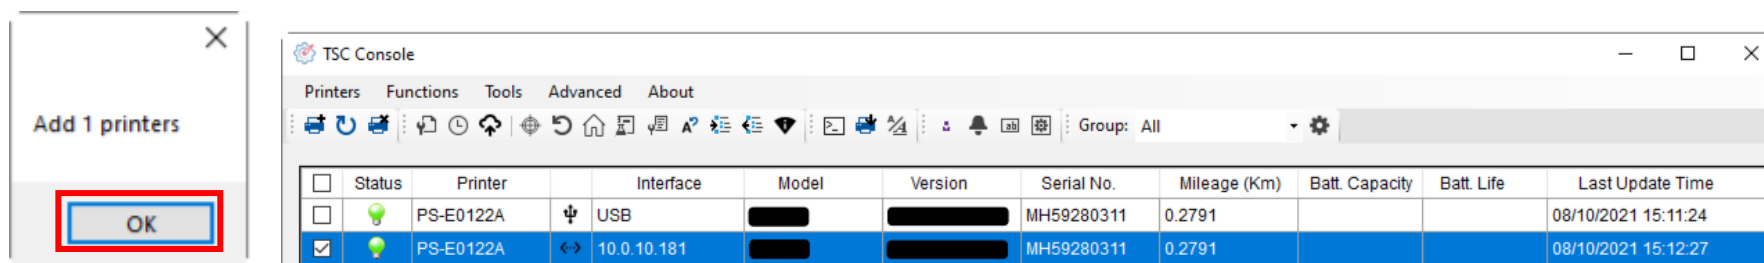 Add 1 printers
OK
TSC Console
Printers Functions Tools Advanced About
Group: All
Status Printer Interface Model Version Serial No. Mileage (Km) Batt. Capacity Batt. Life Last Update Time
PS-E0122A USB MH59280311 0.2791 08/10/2021 15:11:24
PS-E0122A 10.0.10.181 MH59280311 0.2791 08/10/2021 15:12:27